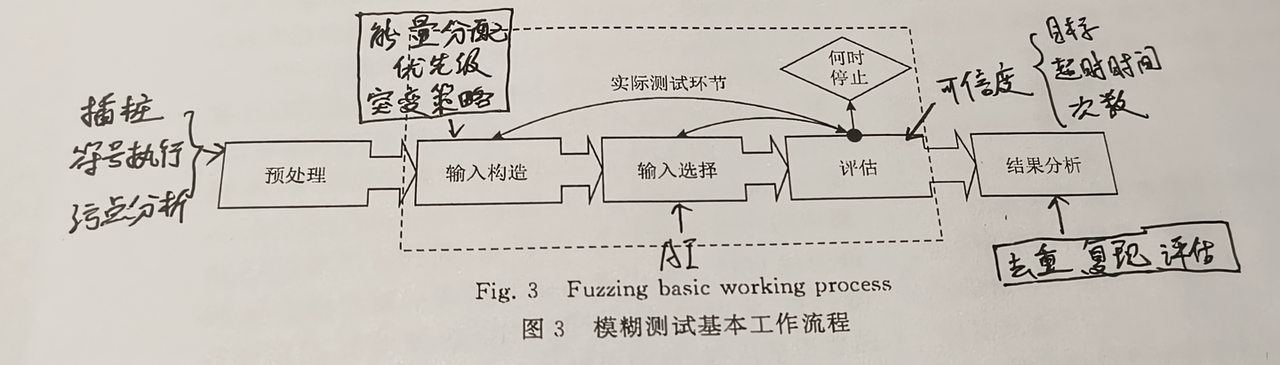 能量分配
优先级
突变策略
何时
停止
目标
超时时间
次数
可信度
实际测试环节
插桩
符号执行
污点分析
预处理
输入构造
输入选择
评估
结果分析
AI
去重 复现 评估
Fig. 3 Fuzzing basic working process
图 3 模糊测试基本工作流程